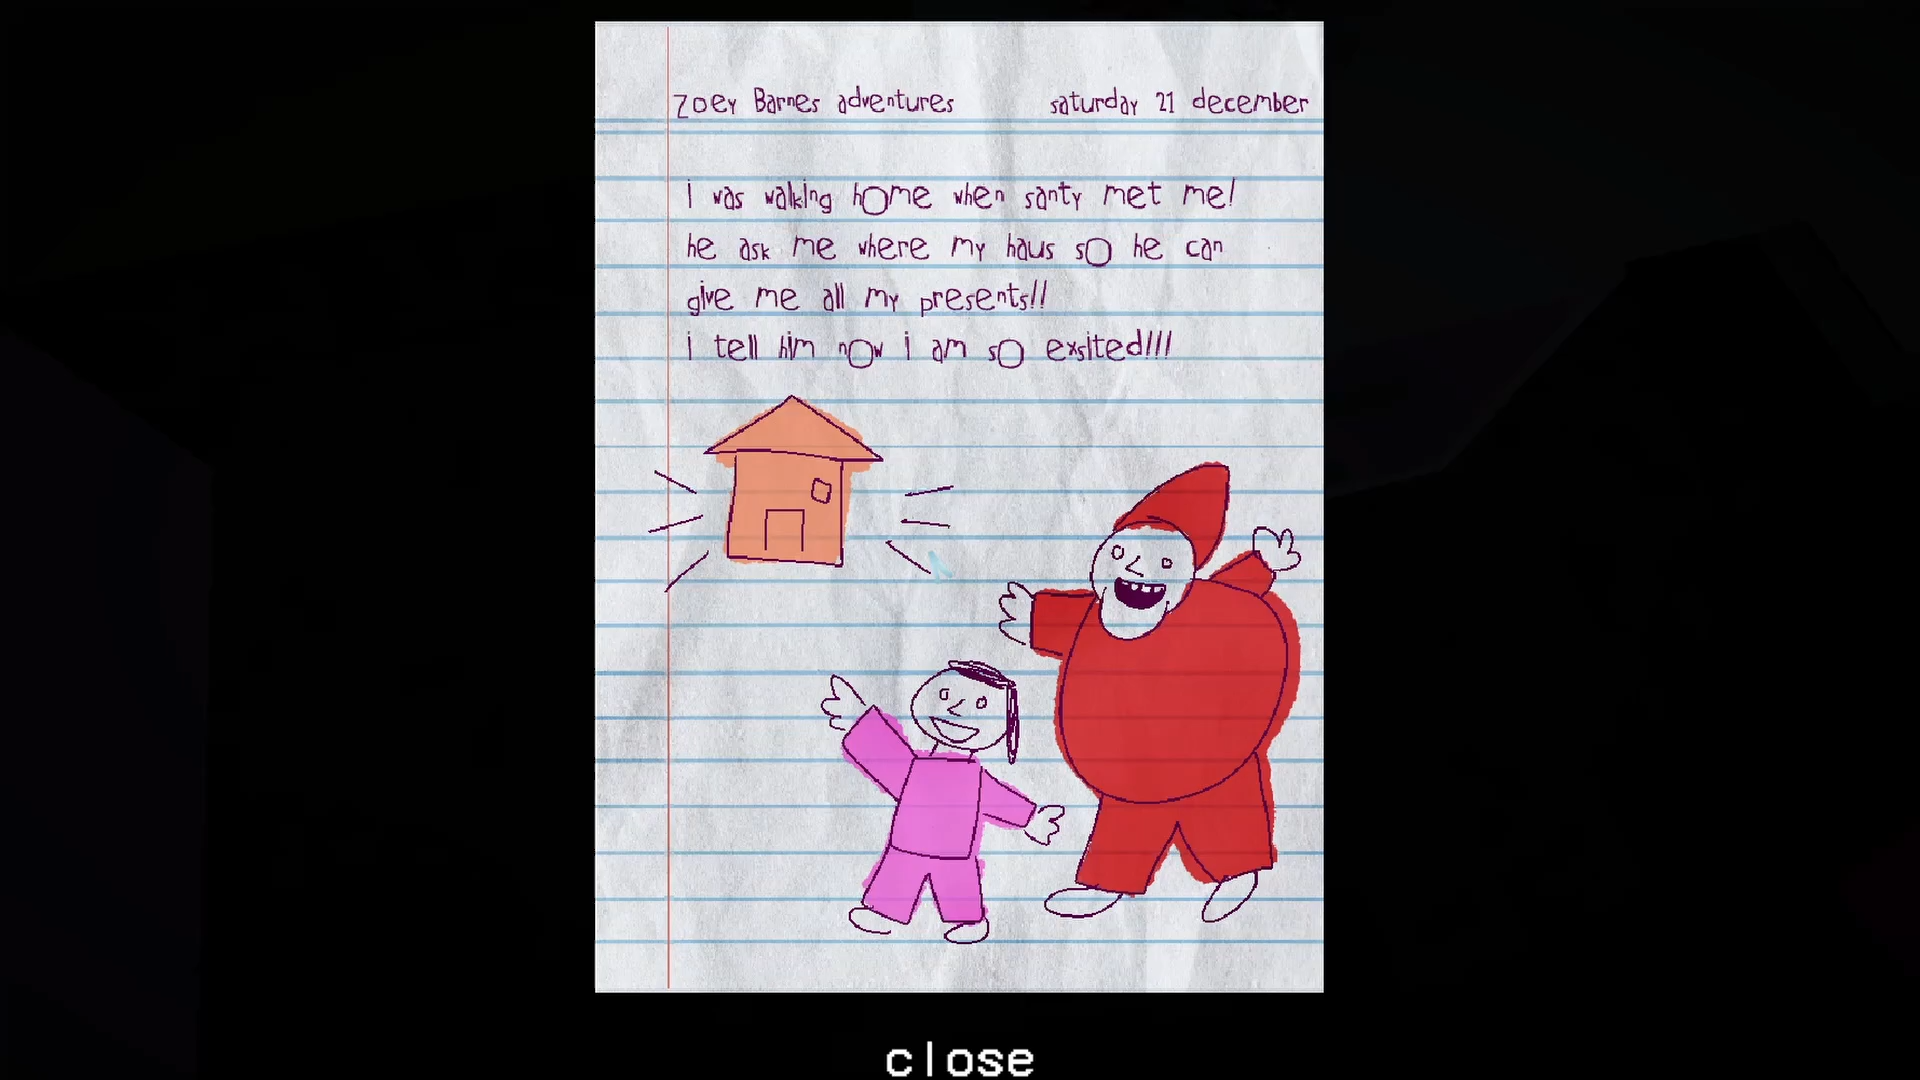 zoey Barnes adventures saturday 21 december
i was walking home when santy met me!
he ask me where my haus so he can
give me all my presents!!
i tell him now i am so exsited!!!
close